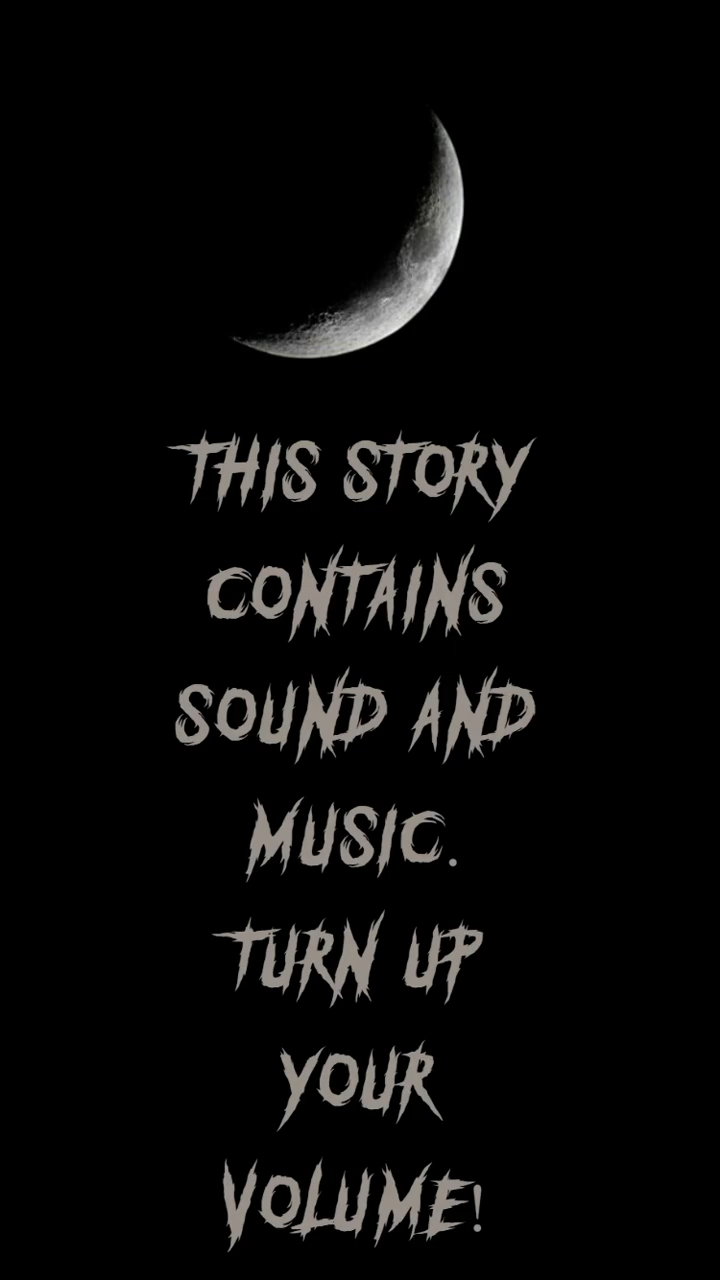 THIS STORY
CONTAINS
SOUND AND
MUSIC.
TURN UP
YOUR
VOLUME!